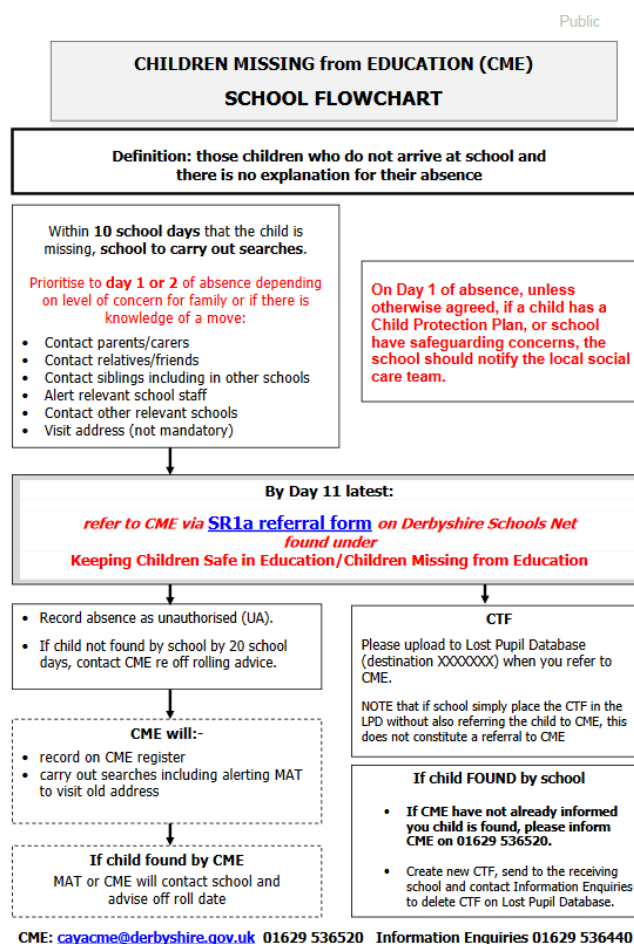 Public
CHILDREN MISSING from EDUCATION (CME)
SCHOOL FLOWCHART
Definition: those children who do not arrive at school and
there is no explanation for their absence
Within 10 school days that the child is
missing, school to carry out searches.
Prioritise to day 1 or 2 of absence depending
on level of concern for family or if there is
knowledge of a move:
• Contact parents/carers
• Contact relatives/friends
• Contact siblings including in other schools
• Alert relevant school staff
• Contact other relevant schools
• Visit address (not mandatory)
On Day 1 of absence, unless
otherwise agreed, if a child has a
Child Protection Plan, or school
have safeguarding concerns, the
school should notify the local social
care team.
By Day 11 latest:
refer to CME via SR1a referral form on Derbyshire Schools Net
found under
Keeping Children Safe in Education/Children Missing from Education
• Record absence as unauthorised (UA).
• If child not found by school by 20 school
days, contact CME re off rolling advice.
CTF
Please upload to Lost Pupil Database
(destination XXXXXXX) when you refer to
CME.
NOTE that if school simply place the CTF in the
LPD without also referring the child to CME, this
does not constitute a referral to CME
CME will:-
• record on CME register
• carry out searches including alerting MAT
to visit old address
If child found by CME
MAT or CME will contact school and
advise off roll date
If child FOUND by school
• If CME have not already informed
you child is found, please inform
CME on 01629 536520.
• Create new CTF, send to the receiving
school and contact Information Enquiries
to delete CTF on Lost Pupil Database.
CME: cayacme@derbyshire.gov.uk 01629 536520 Information Enquiries 01629 536440